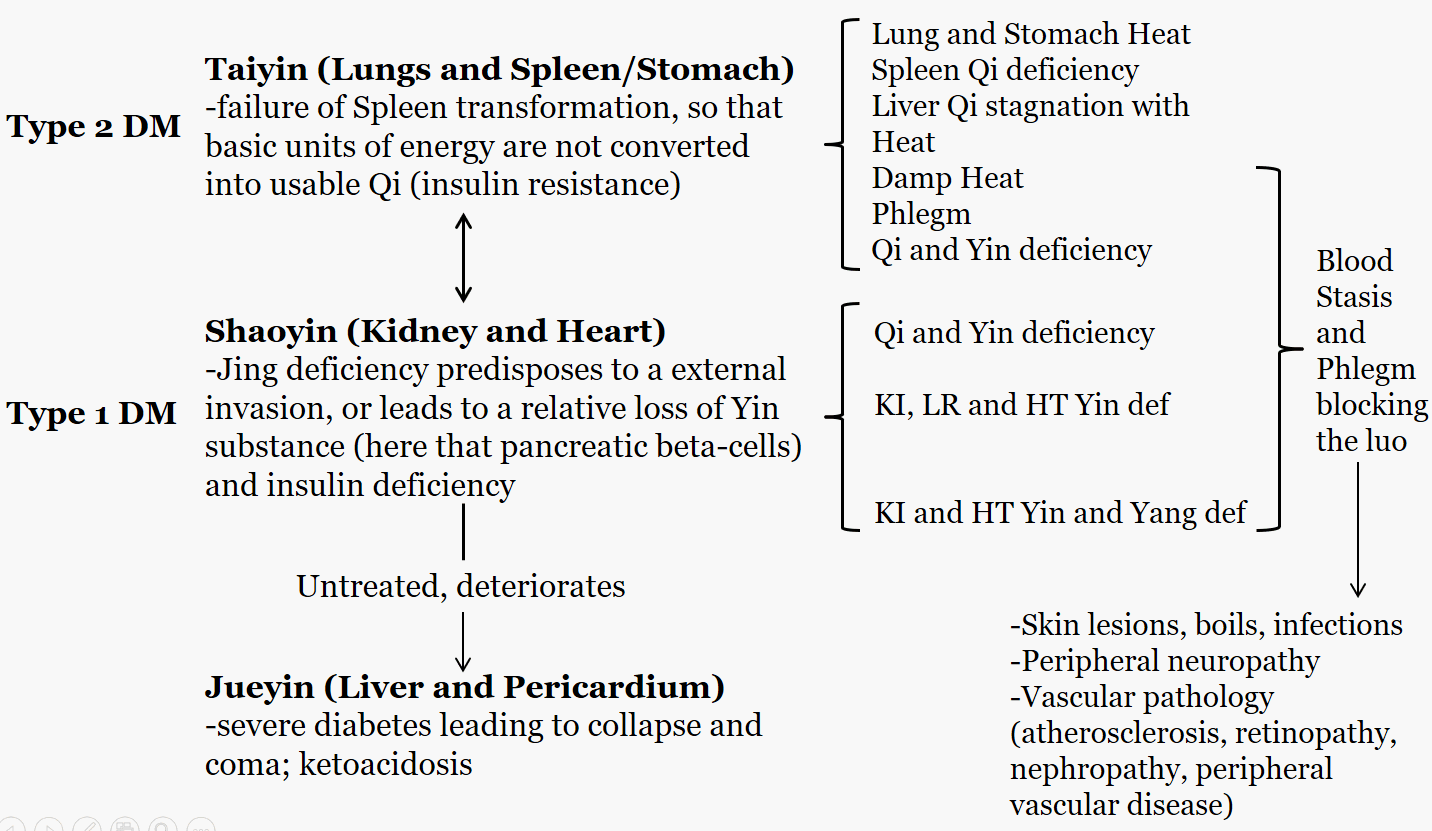 Type 2 DM
Taiyin (Lungs and Spleen/Stomach)
-failure of Spleen transformation, so that
basic units of energy are not converted
into usable Qi (insulin resistance)
Lung and Stomach Heat
Spleen Qi deficiency
Liver Qi stagnation with
Heat
Damp Heat
Phlegm
Qi and Yin deficiency
Type 1 DM
Shaoyin (Kidney and Heart)
-Jing deficiency predisposes to a external
invasion, or leads to a relative loss of Yin
substance (here that pancreatic beta-cells)
and insulin deficiency
Qi and Yin deficiency
KI, LR and HT Yin def
KI and HT Yin and Yang def
Blood
Stasis
and
Phlegm
blocking
the luo
Untreated, deteriorates
Jueyin (Liver and Pericardium)
-severe diabetes leading to collapse and
coma; ketoacidosis
-Skin lesions, boils, infections
-Peripheral neuropathy
-Vascular pathology
(atherosclerosis, retinopathy,
nephropathy, peripheral
vascular disease)